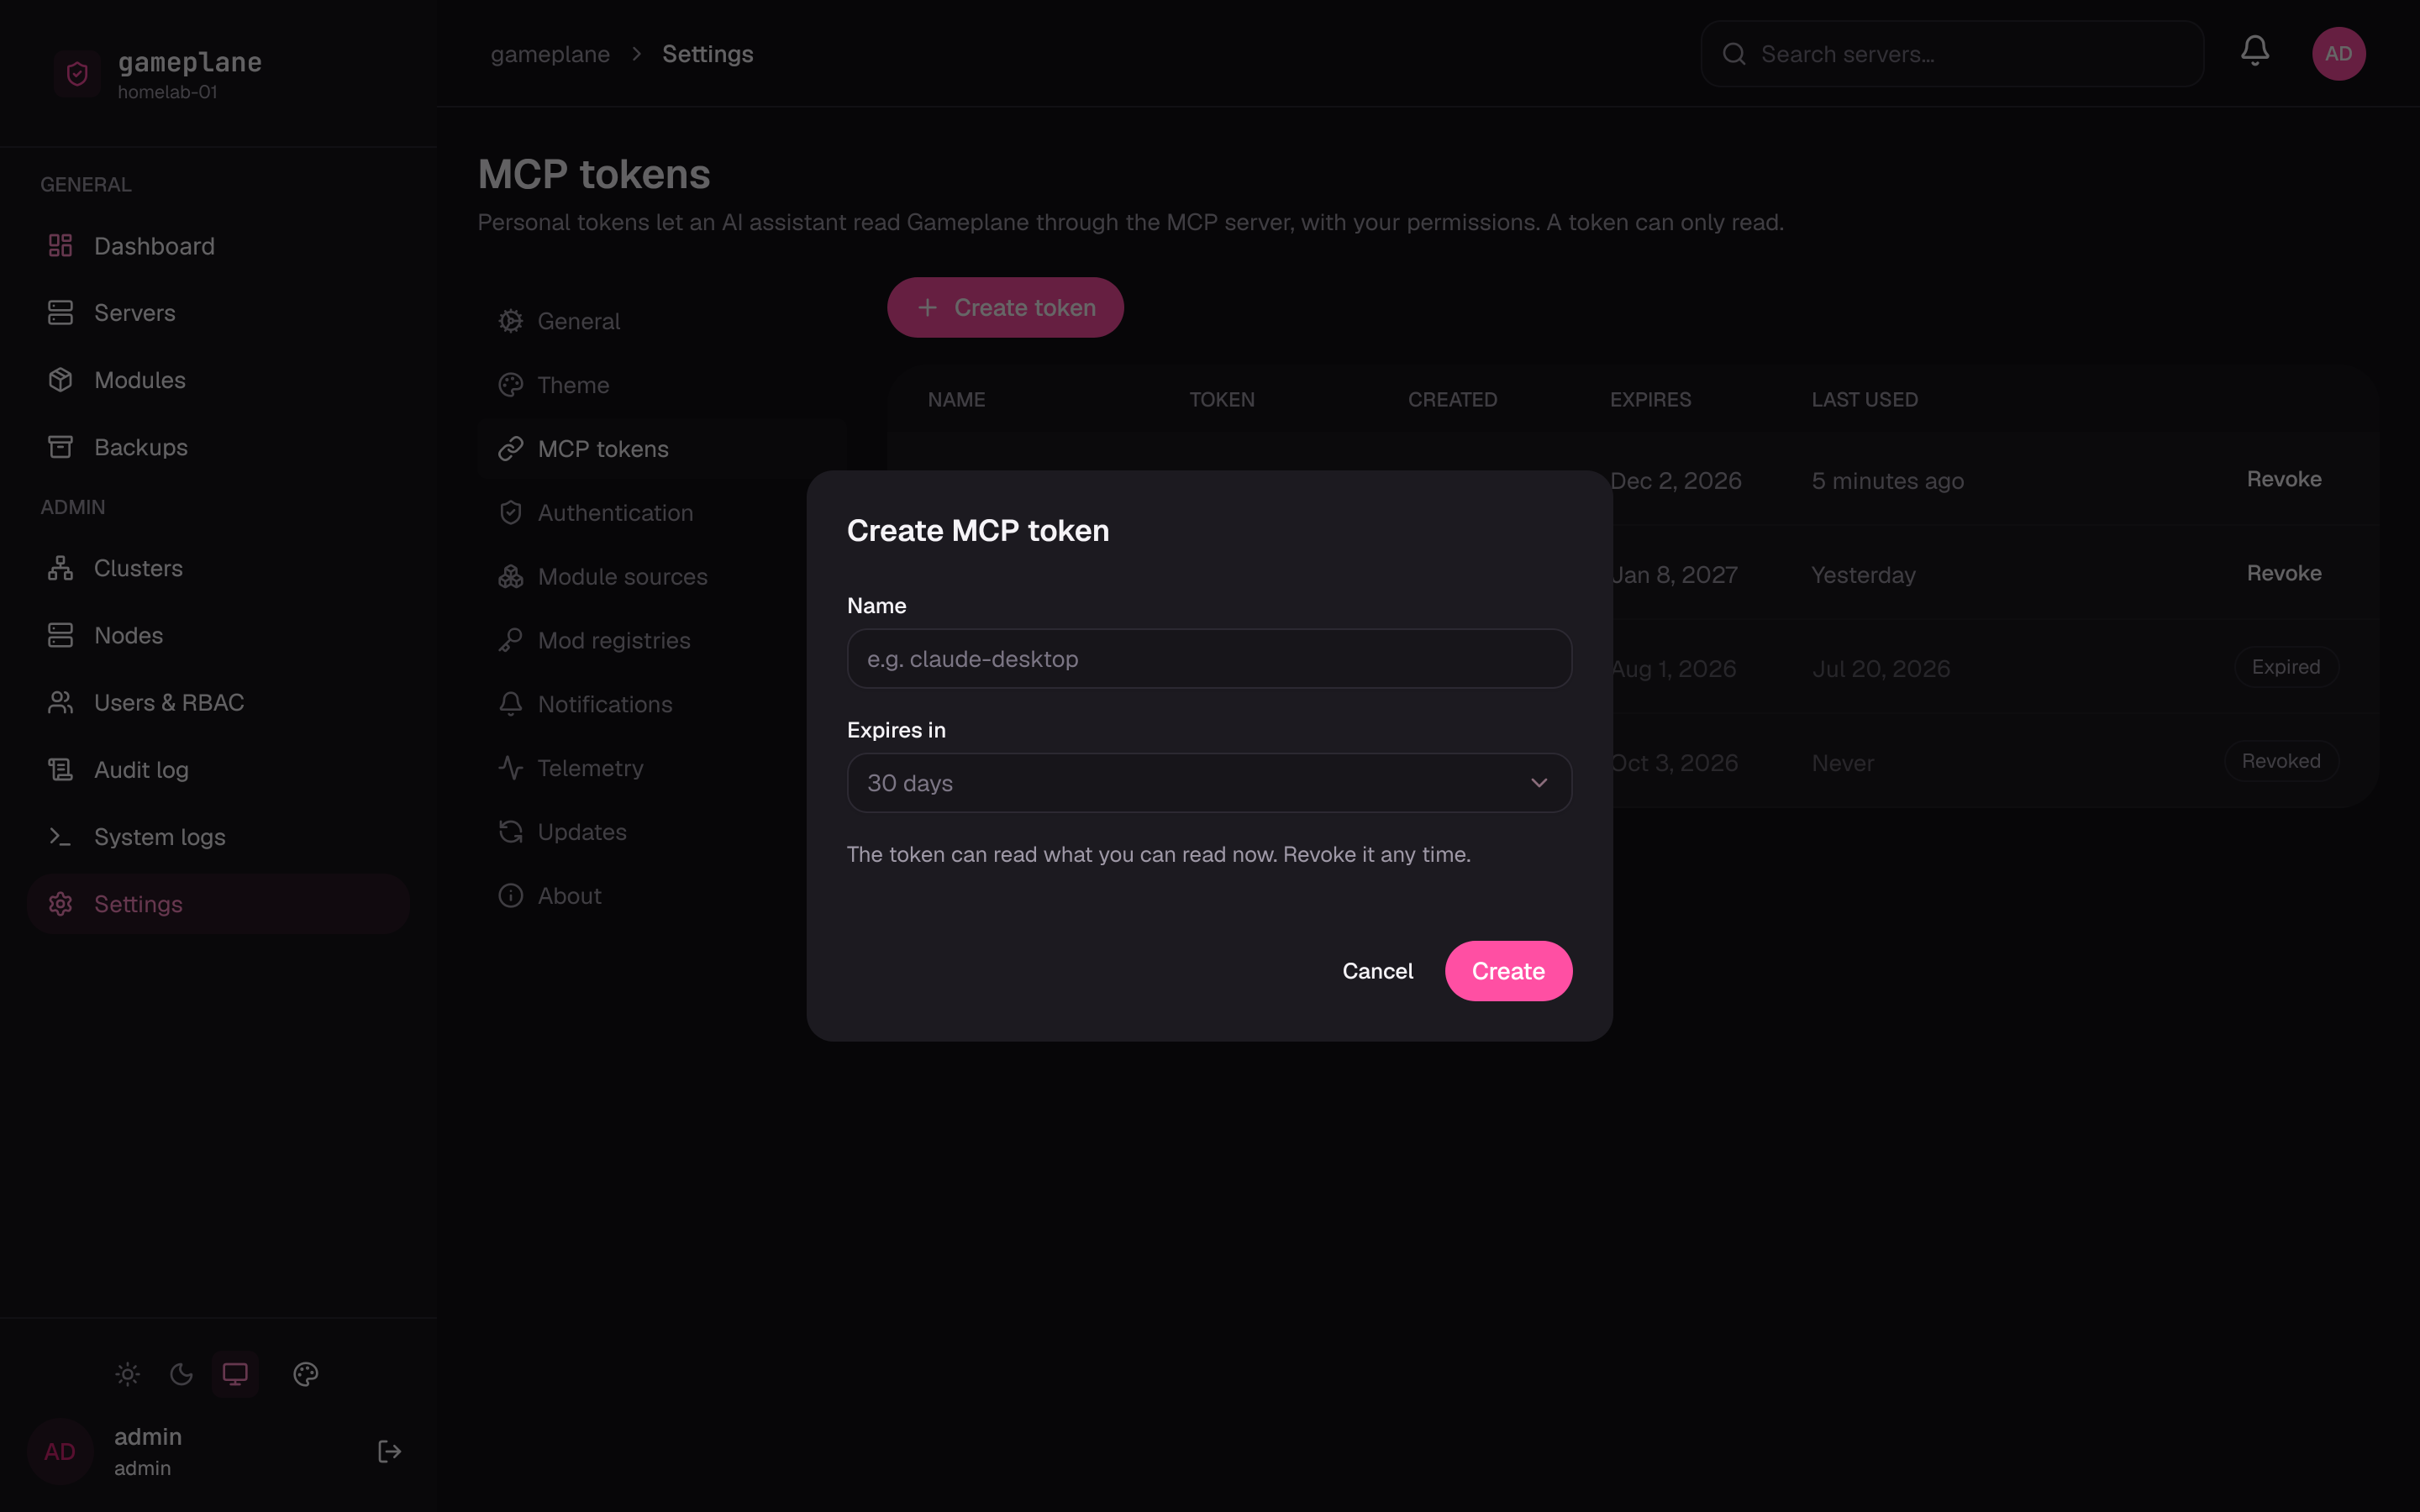 gameplane
homelab-01
GENERAL
Dashboard
Servers
Modules
Backups
ADMIN
Clusters
Nodes
Users & RBAC
Audit log
System logs
Settings
AD
admin
admin
gameplane
Settings
Search servers...
AD
MCP tokens
Personal tokens let an AI assistant read Gameplane through the MCP server, with your permissions. A token can only read.
General
Theme
MCP tokens
Authentication
Module sources
Mod registries
Notifications
Telemetry
Updates
About
Create token
NAME TOKEN CREATED EXPIRES LAST USED
Dec 2, 2026 5 minutes ago Revoke
Jan 8, 2027 Yesterday Revoke
Aug 1, 2026 Jul 20, 2026 Expired
Oct 3, 2026 Never Revoked
Create MCP token
Name
e.g. claude-desktop
Expires in
30 days
The token can read what you can read now. Revoke it any time.
Cancel
Create